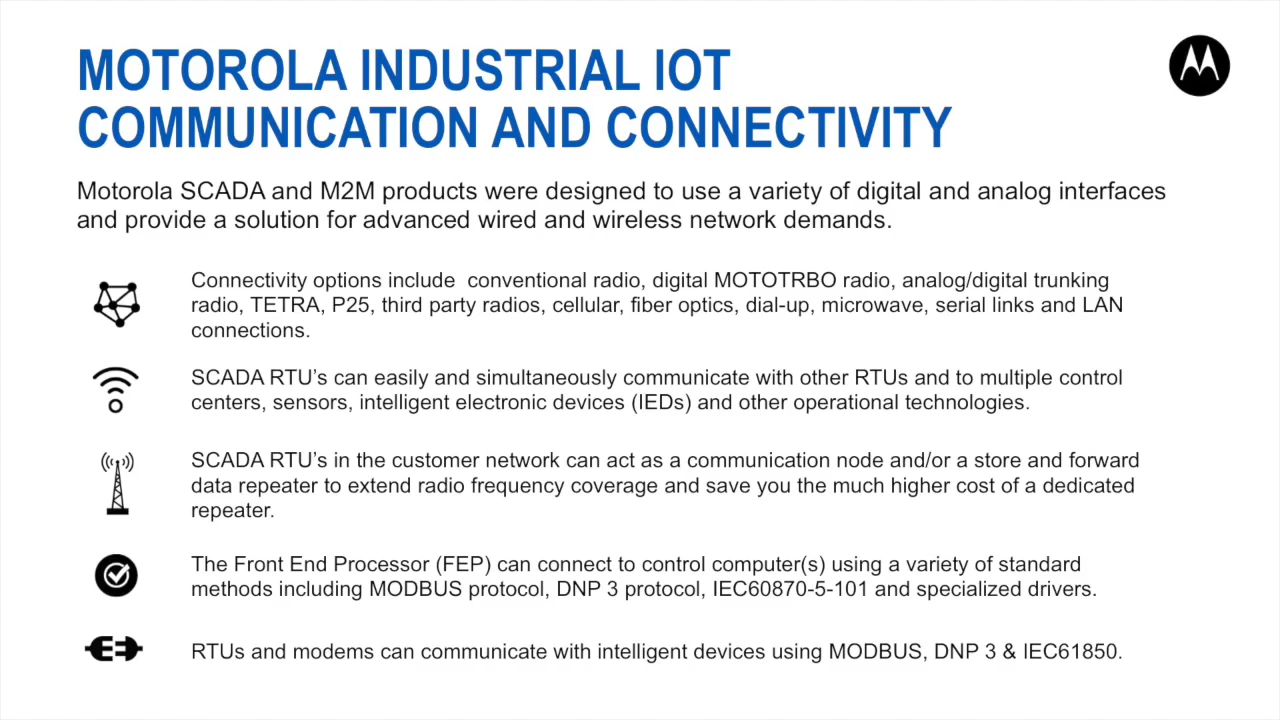 MOTOROLA INDUSTRIAL IOT
COMMUNICATION AND CONNECTIVITY
Motorola SCADA and M2M products were designed to use a variety of digital and analog interfaces
and provide a solution for advanced wired and wireless network demands.
Connectivity options include  conventional radio, digital MOTOTRBO radio, analog/digital trunking
radio, TETRA, P25, third party radios, cellular, fiber optics, dial-up, microwave, serial links and LAN
connections.
SCADA RTU’s can easily and simultaneously communicate with other RTUs and to multiple control
centers, sensors, intelligent electronic devices (IEDs) and other operational technologies.
SCADA RTU’s in the customer network can act as a communication node and/or a store and forward
data repeater to extend radio frequency coverage and save you the much higher cost of a dedicated
repeater.
The Front End Processor (FEP) can connect to control computer(s) using a variety of standard
methods including MODBUS protocol, DNP 3 protocol, IEC60870-5-101 and specialized drivers.
RTUs and modems can communicate with intelligent devices using MODBUS, DNP 3 & IEC61850.